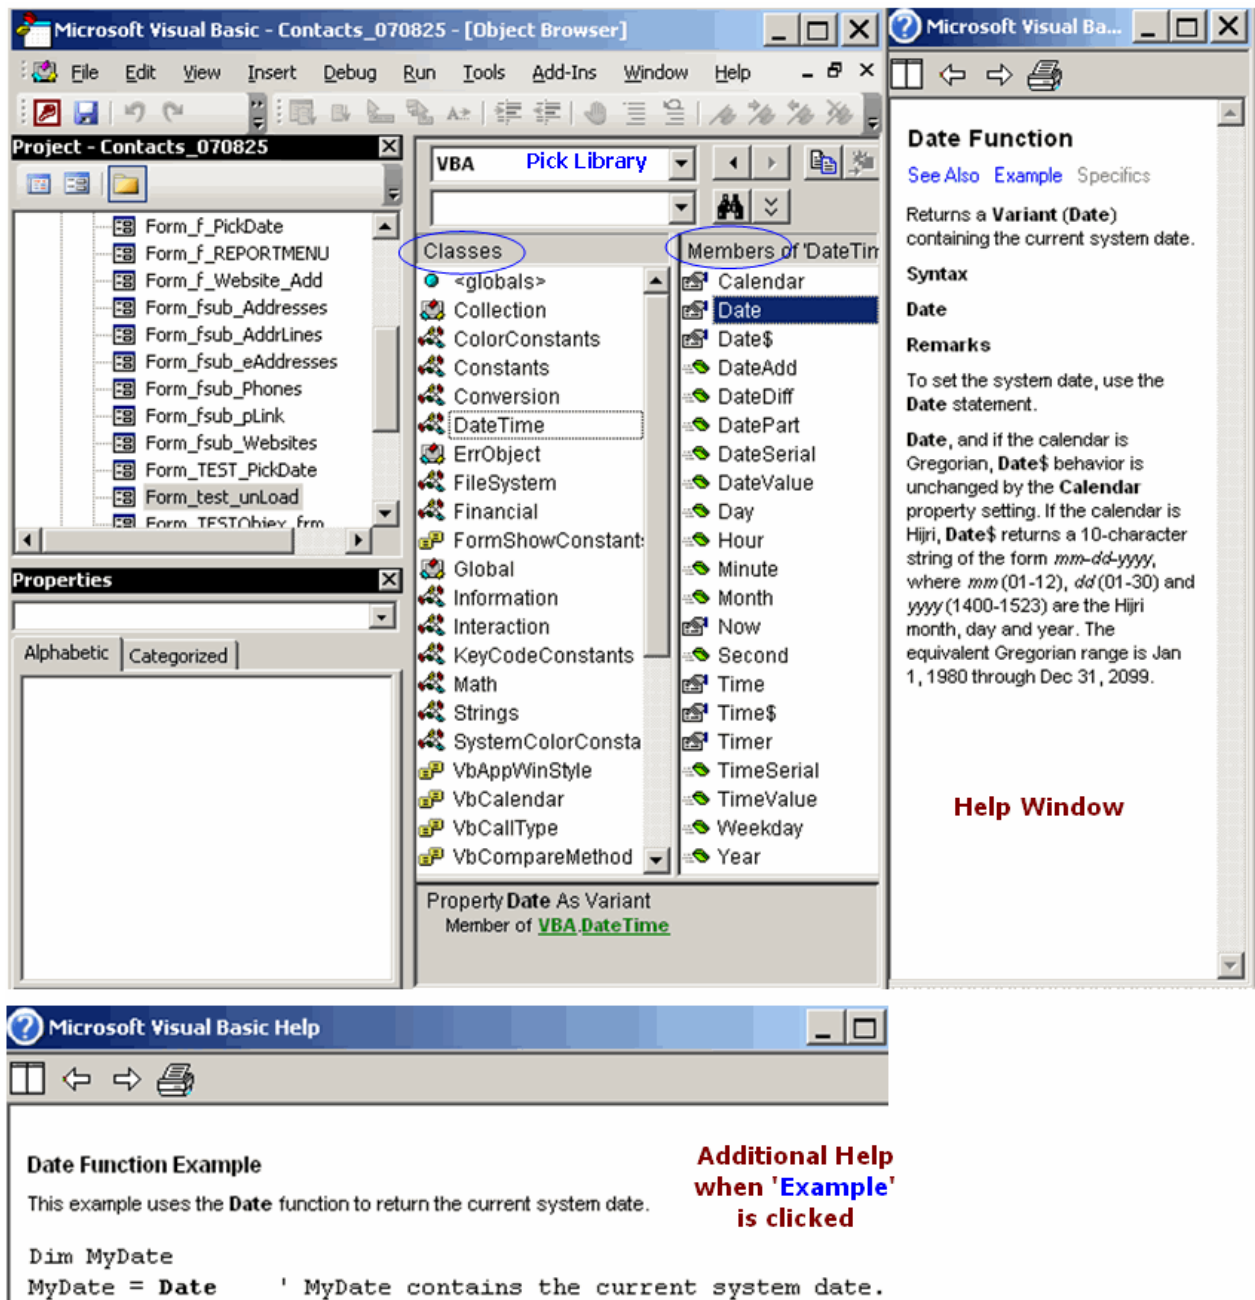 Microsoft Visual Basic - Contacts_070825 - [Object Browser]
File Edit View Insert Debug Run Tools Add-Ins Window Help
Project - Contacts_070825
Form_f_PickDate
Form_f_REPORTMENU
Form_f_Website_Add
Form_fsub_Addresses
Form_fsub_AddrLines
Form_fsub_eAddresses
Form_fsub_Phones
Form_fsub_pLink
Form_fsub_Websites
Form_TEST_PickDate
Form_test_unLoad
Form_TESTObjex_frm
Properties
Alphabetic Categorized
VBA Pick Library
Classes
<globals>
Collection
ColorConstants
Constants
Conversion
DateTime
ErrObject
FileSystem
Financial
FormShowConstant
Global
Information
Interaction
KeyCodeConstants
Math
Strings
SystemColorConsta
VbAppWinStyle
VbCalendar
VbCallType
VbCompareMethod
Members of 'DateTim
Calendar
Date
Date$
DateAdd
DateDiff
DatePart
DateSerial
DateValue
Day
Hour
Minute
Month
Now
Second
Time
Time$
Timer
TimeSerial
TimeValue
Weekday
Year
Property Date As Variant
Member of VBA.DateTime
Microsoft Visual Ba...
Date Function
See Also Example Specifics
Returns a Variant (Date)
containing the current system date.
Syntax
Date
Remarks
To set the system date, use the
Date statement.
Date, and if the calendar is
Gregorian, Date$ behavior is
unchanged by the Calendar
property setting. If the calendar is
Hijri, Date$ returns a 10-character
string of the form mm-dd-yyyy,
where mm (01-12), dd (01-30) and
yyyy (1400-1523) are the Hijri
month, day and year. The
equivalent Gregorian range is Jan
1, 1980 through Dec 31, 2099.
Help Window
Microsoft Visual Basic Help
Date Function Example
This example uses the Date function to return the current system date.
Dim MyDate
MyDate = Date ' MyDate contains the current system date.
Additional Help
when 'Example'
is clicked